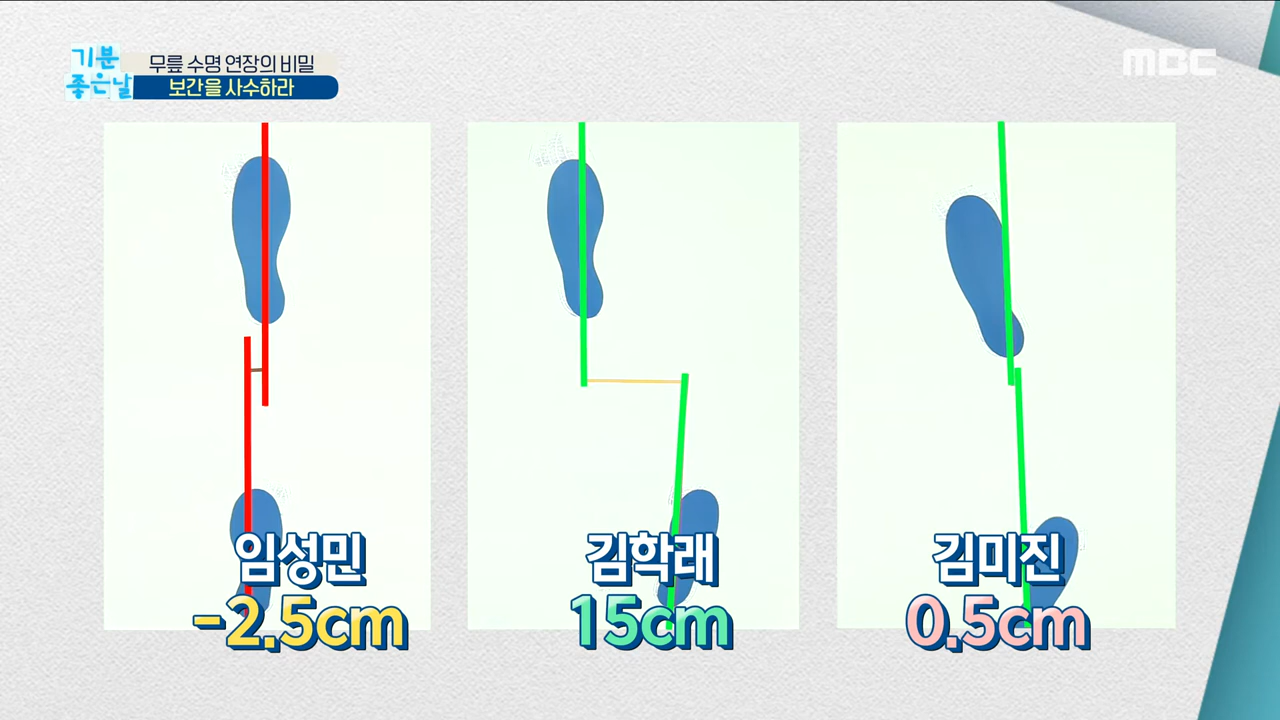 기분
좋은날
무릎 수명 연장의 비밀
보간을 사수하라
MBC
임성민
-2.5cm
김학래
15cm
김미진
0.5cm